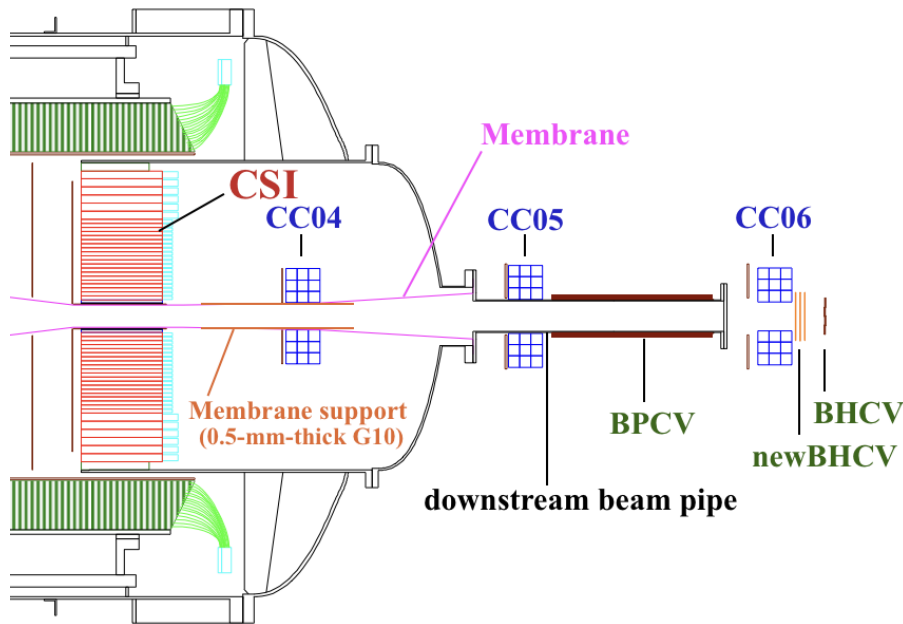 Membrane
CSI
CC04
CC05
CC06
Membrane support
(0.5-mm-thick G10)
BPCV
BHCV
newBHCV
downstream beam pipe